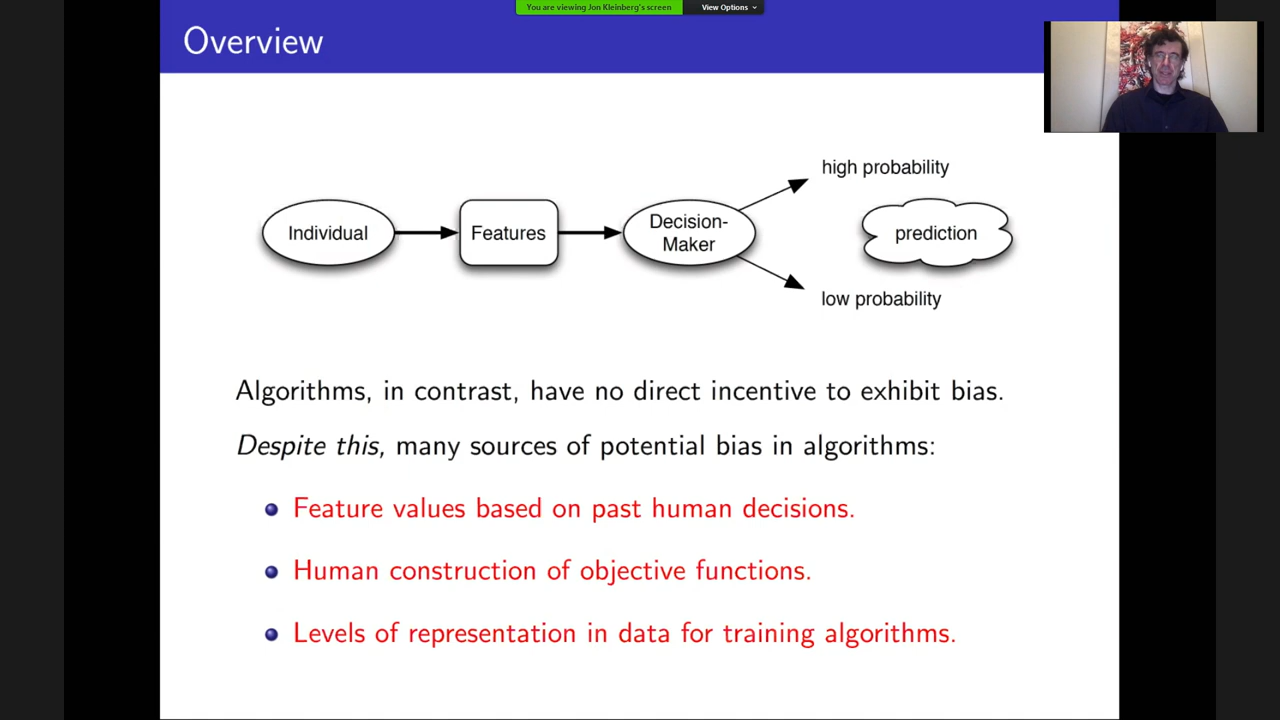 You are viewing Jon Kleinberg's screen
View Options
Overview
high probability
Individual
Features
Decision-
Maker
prediction
low probability
Algorithms, in contrast, have no direct incentive to exhibit bias.
Despite this, many sources of potential bias in algorithms:
Feature values based on past human decisions.
Human construction of objective functions.
Levels of representation in data for training algorithms.